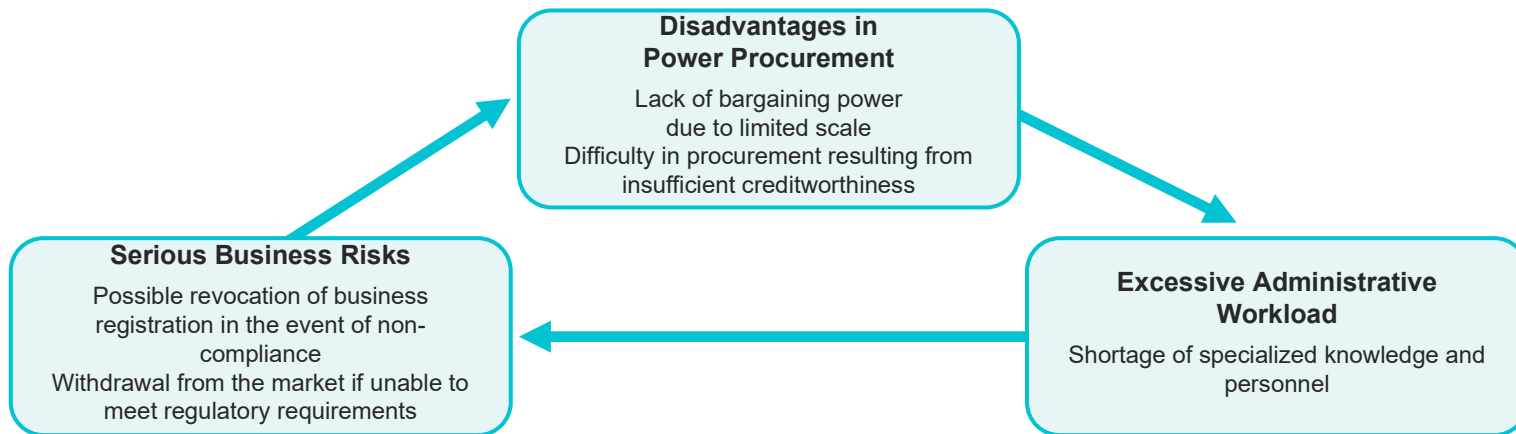 Disadvantages in
Power Procurement
Lack of bargaining power
due to limited scale
Difficulty in procurement resulting from
insufficient creditworthiness
Serious Business Risks
Possible revocation of business
registration in the event of non-
compliance
Withdrawal from the market if unable to
meet regulatory requirements
Excessive Administrative
Workload
Shortage of specialized knowledge and
personnel